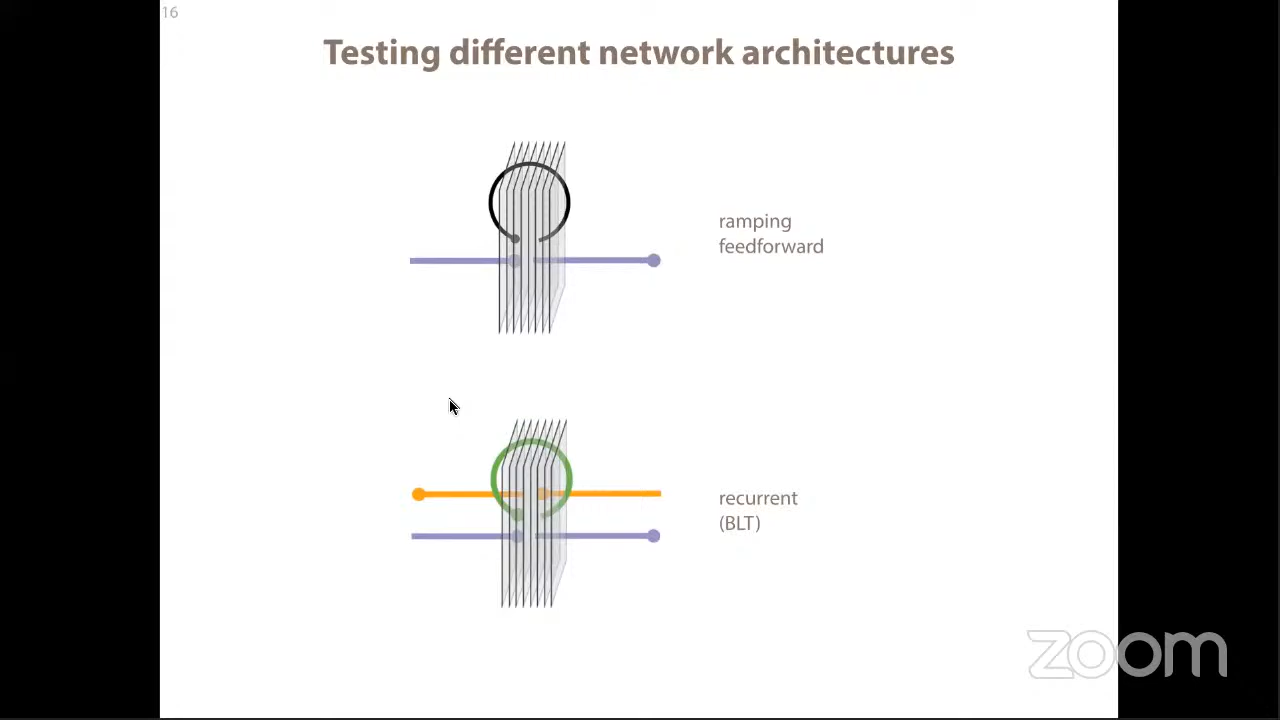 16
Testing different network architectures
ramping
feedforward
recurrent
(BLT)
zoom